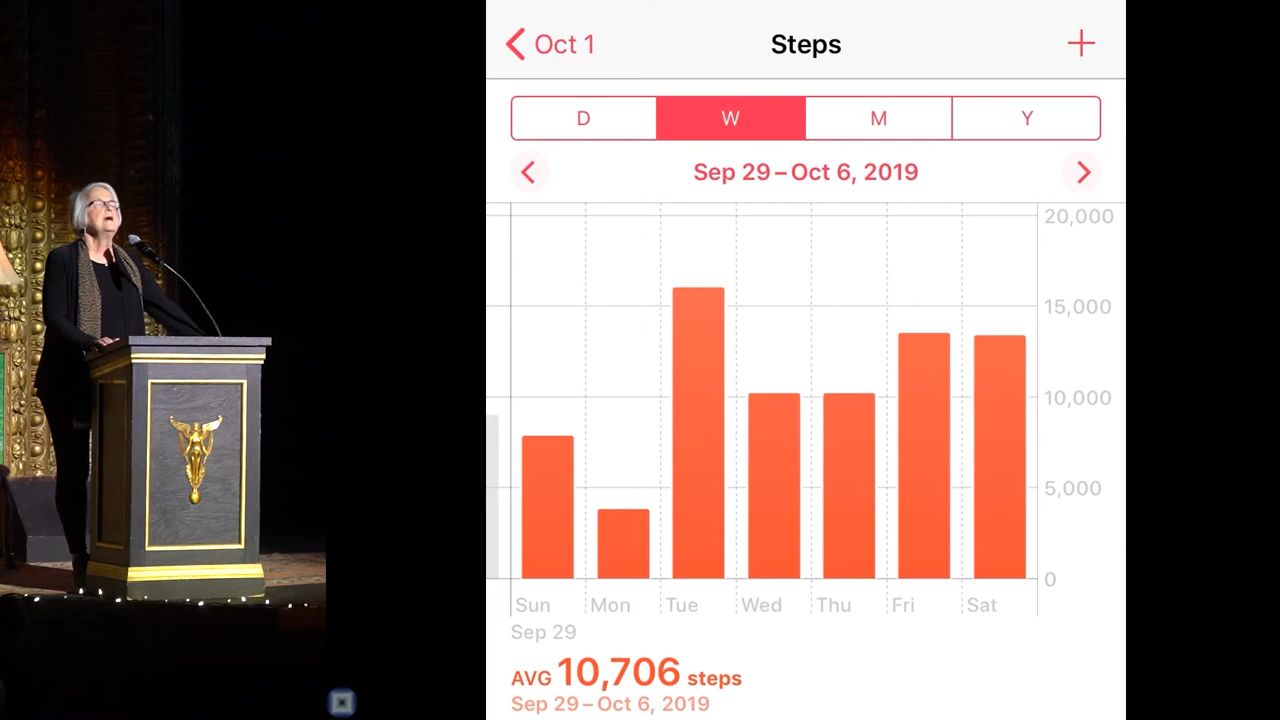 Oct 1
Steps
D
W
M
Y
Sep 29 – Oct 6, 2019
20,000
15,000
10,000
5,000
0
Sun Mon Tue Wed Thu Fri Sat
Sep 29
AVG 10,706 steps
Sep 29 – Oct 6, 2019